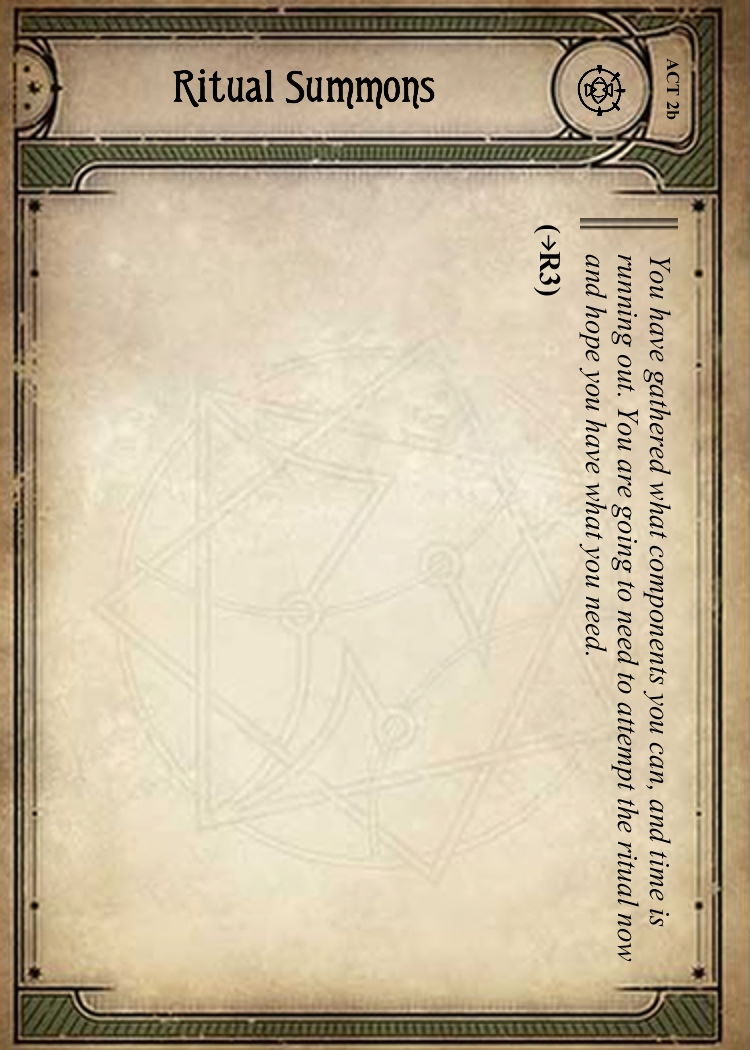 ACT 2b
Ritual Summons
You have gathered what components you can, and time is
running out. You are going to need to attempt the ritual now
and hope you have what you need.
(→R3)